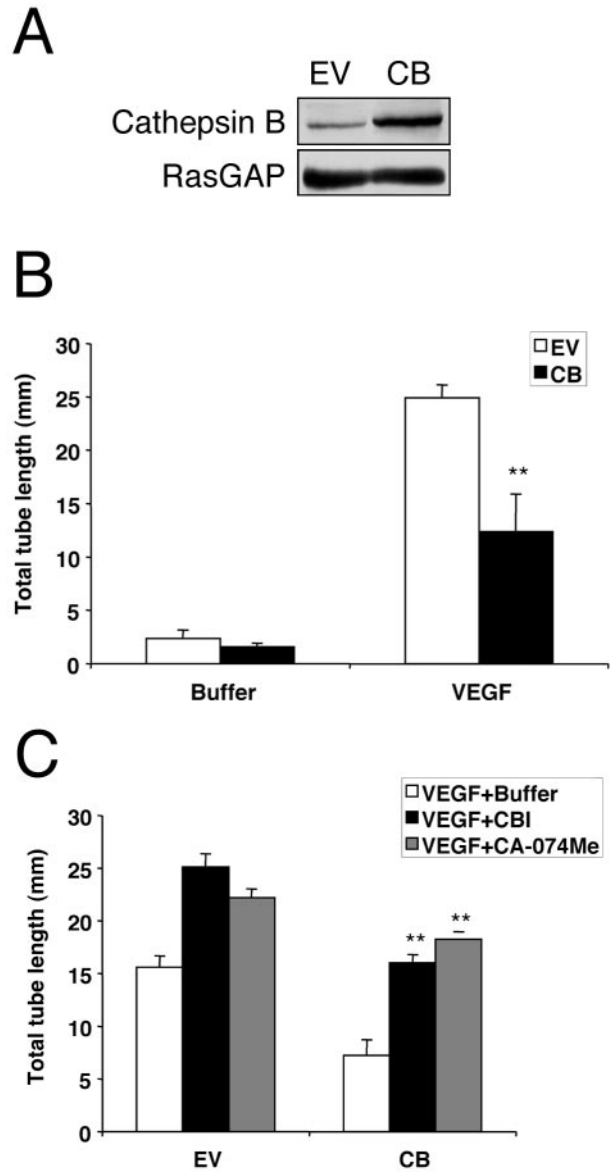 A
EV CB
Cathepsin B
RasGAP
B
Total tube length (mm)
30
25
20
15
10
5
0
EV
CB
**
Buffer VEGF
C
Total tube length (mm)
30
25
20
15
10
5
0
VEGF+Buffer
VEGF+CBI
VEGF+CA-074Me
** **
EV CB